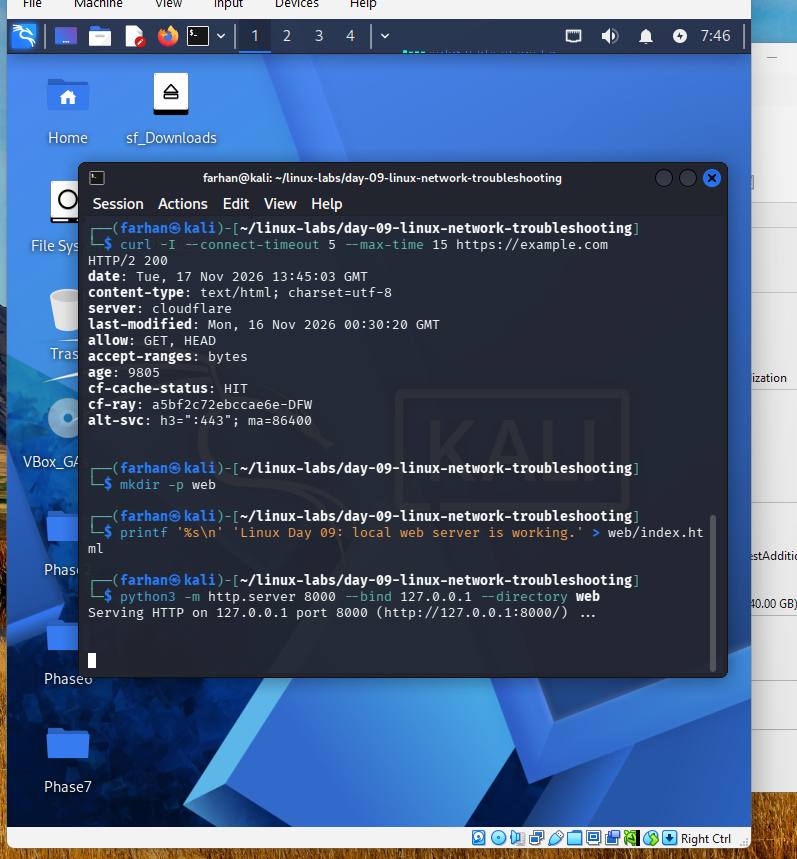 File Machine View Input Devices Help
1 2 3 4 7:46
Home sf_Downloads
farhan@kali: ~/linux-labs/day-09-linux-network-troubleshooting
Session Actions Edit View Help
┌──(farhan㉿kali)-[~/linux-labs/day-09-linux-network-troubleshooting]
└─$ curl -I --connect-timeout 5 --max-time 15 https://example.com
HTTP/2 200
date: Tue, 17 Nov 2026 13:45:03 GMT
content-type: text/html; charset=utf-8
server: cloudflare
last-modified: Mon, 16 Nov 2026 00:30:20 GMT
allow: GET, HEAD
accept-ranges: bytes
age: 9805
cf-cache-status: HIT
cf-ray: a5bf2c72ebccae6e-DFW
alt-svc: h3=":443"; ma=86400
┌──(farhan㉿kali)-[~/linux-labs/day-09-linux-network-troubleshooting]
└─$ mkdir -p web
┌──(farhan㉿kali)-[~/linux-labs/day-09-linux-network-troubleshooting]
└─$ printf '%s\n' 'Linux Day 09: local web server is working.' > web/index.ht
ml
┌──(farhan㉿kali)-[~/linux-labs/day-09-linux-network-troubleshooting]
└─$ python3 -m http.server 8000 --bind 127.0.0.1 --directory web
Serving HTTP on 127.0.0.1 port 8000 (http://127.0.0.1:8000/) ...
KALI
File Sys
Tras
VBox_GA
Phase
Phase6
Phase7
ization
estAdditio
40.00 GB)
Right Ctrl